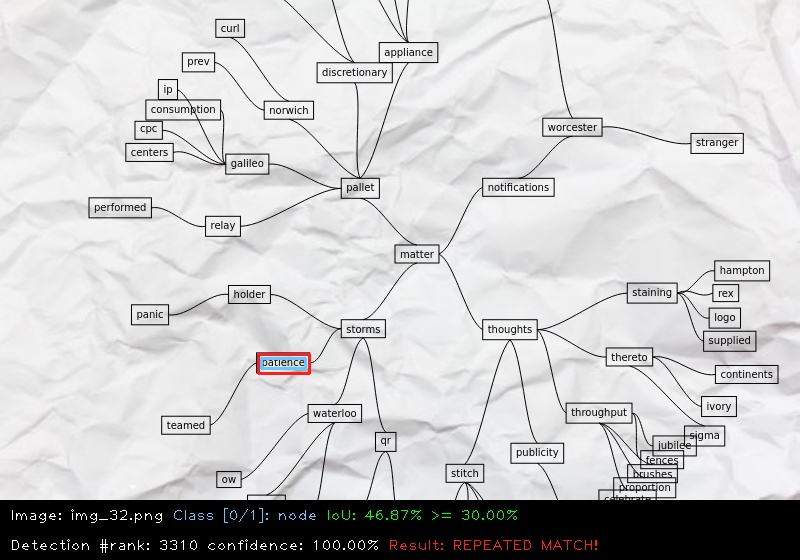 curl
appliance
prev
discretionary
ip
consumption
norwich
cpc
worcester
stranger
centers
galileo
pallet
notifications
performed
relay
matter
hampton
staining
rex
holder
panic
logo
storms
thoughts
supplied
thereto
patience
continents
ivory
waterloo
throughput
teamed
sigma
qr
jubilee
publicity
fences
stitch
brushes
ow
proportion
celebrate
Image: img_32.png Class [0/1]: node IoU: 46.87% >= 30.00%
Detection #rank: 3310 confidence: 100.00% Result: REPEATED MATCH!